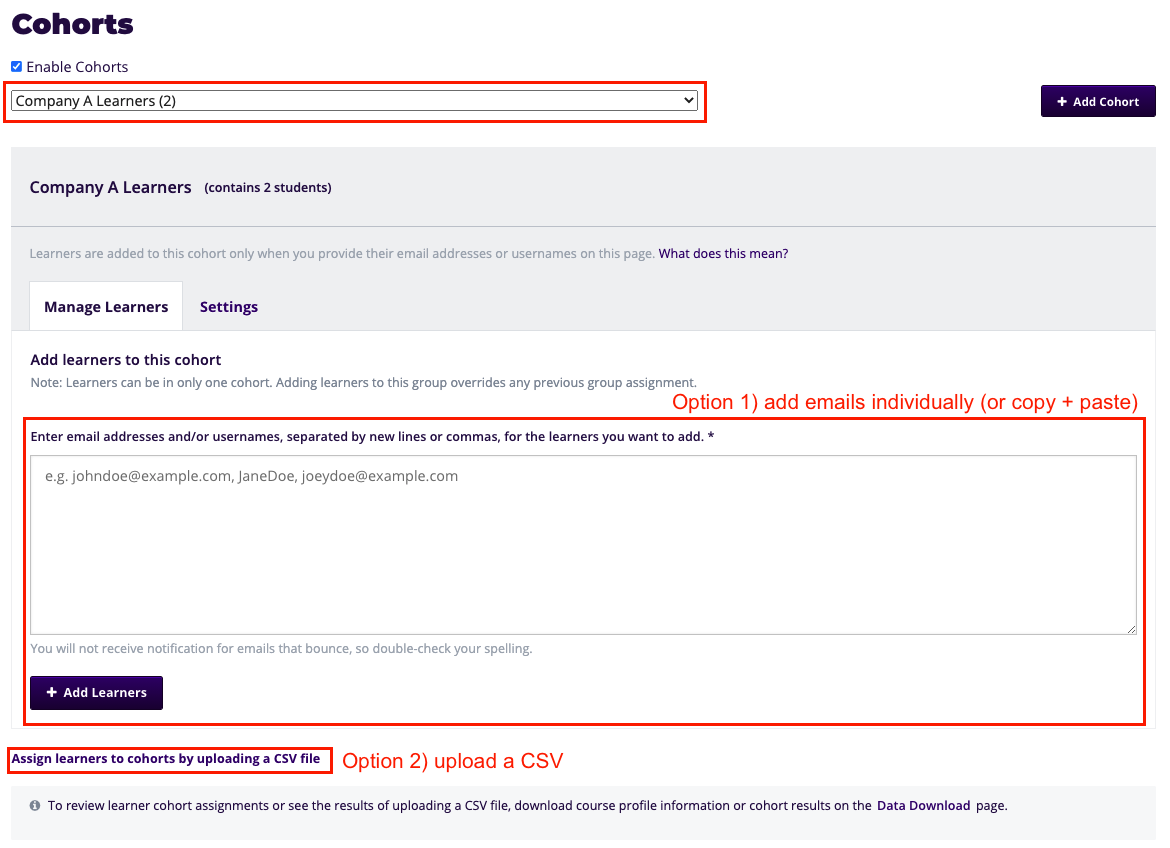 Cohorts
Enable Cohorts
Company A Learners (2)
+ Add Cohort
Company A Learners (contains 2 students)
Learners are added to this cohort only when you provide their email addresses or usernames on this page. What does this mean?
Manage Learners Settings
Add learners to this cohort
Note: Learners can be in only one cohort. Adding learners to this group overrides any previous group assignment.
Option 1) add emails individually (or copy + paste)
Enter email addresses and/or usernames, separated by new lines or commas, for the learners you want to add. *
e.g. johndoe@example.com, JaneDoe, joeydoe@example.com
You will not receive notification for emails that bounce, so double-check your spelling.
+ Add Learners
Assign learners to cohorts by uploading a CSV file Option 2) upload a CSV
To review learner cohort assignments or see the results of uploading a CSV file, download course profile information or cohort results on the Data Download page.